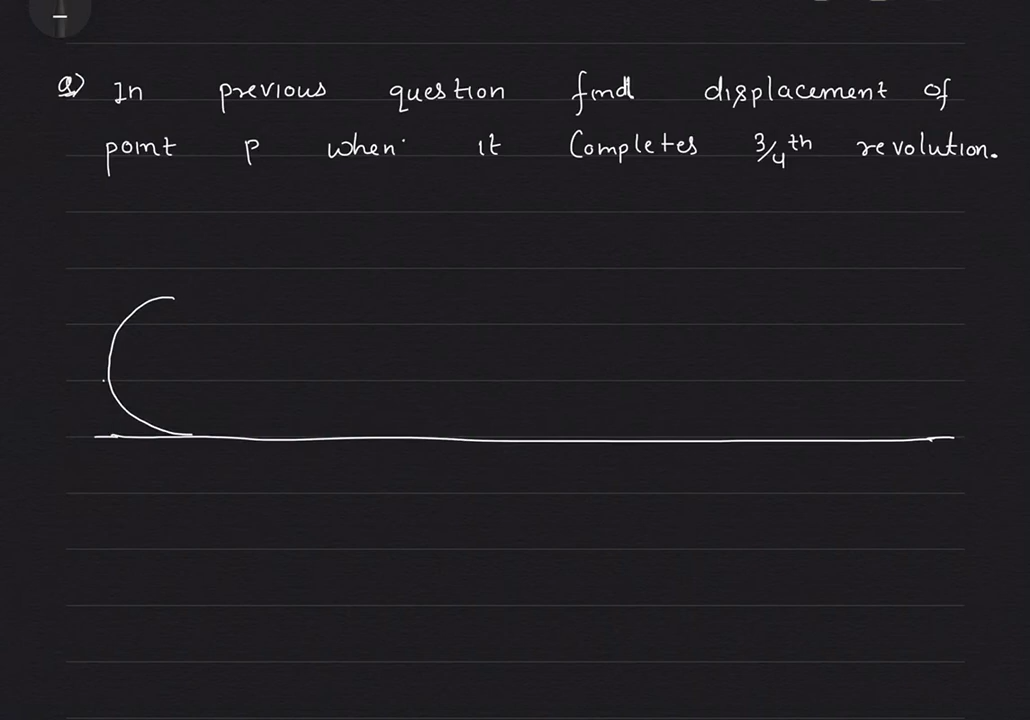 Q) In previous question find displacement of
point P when it Completes 3/4th revolution.